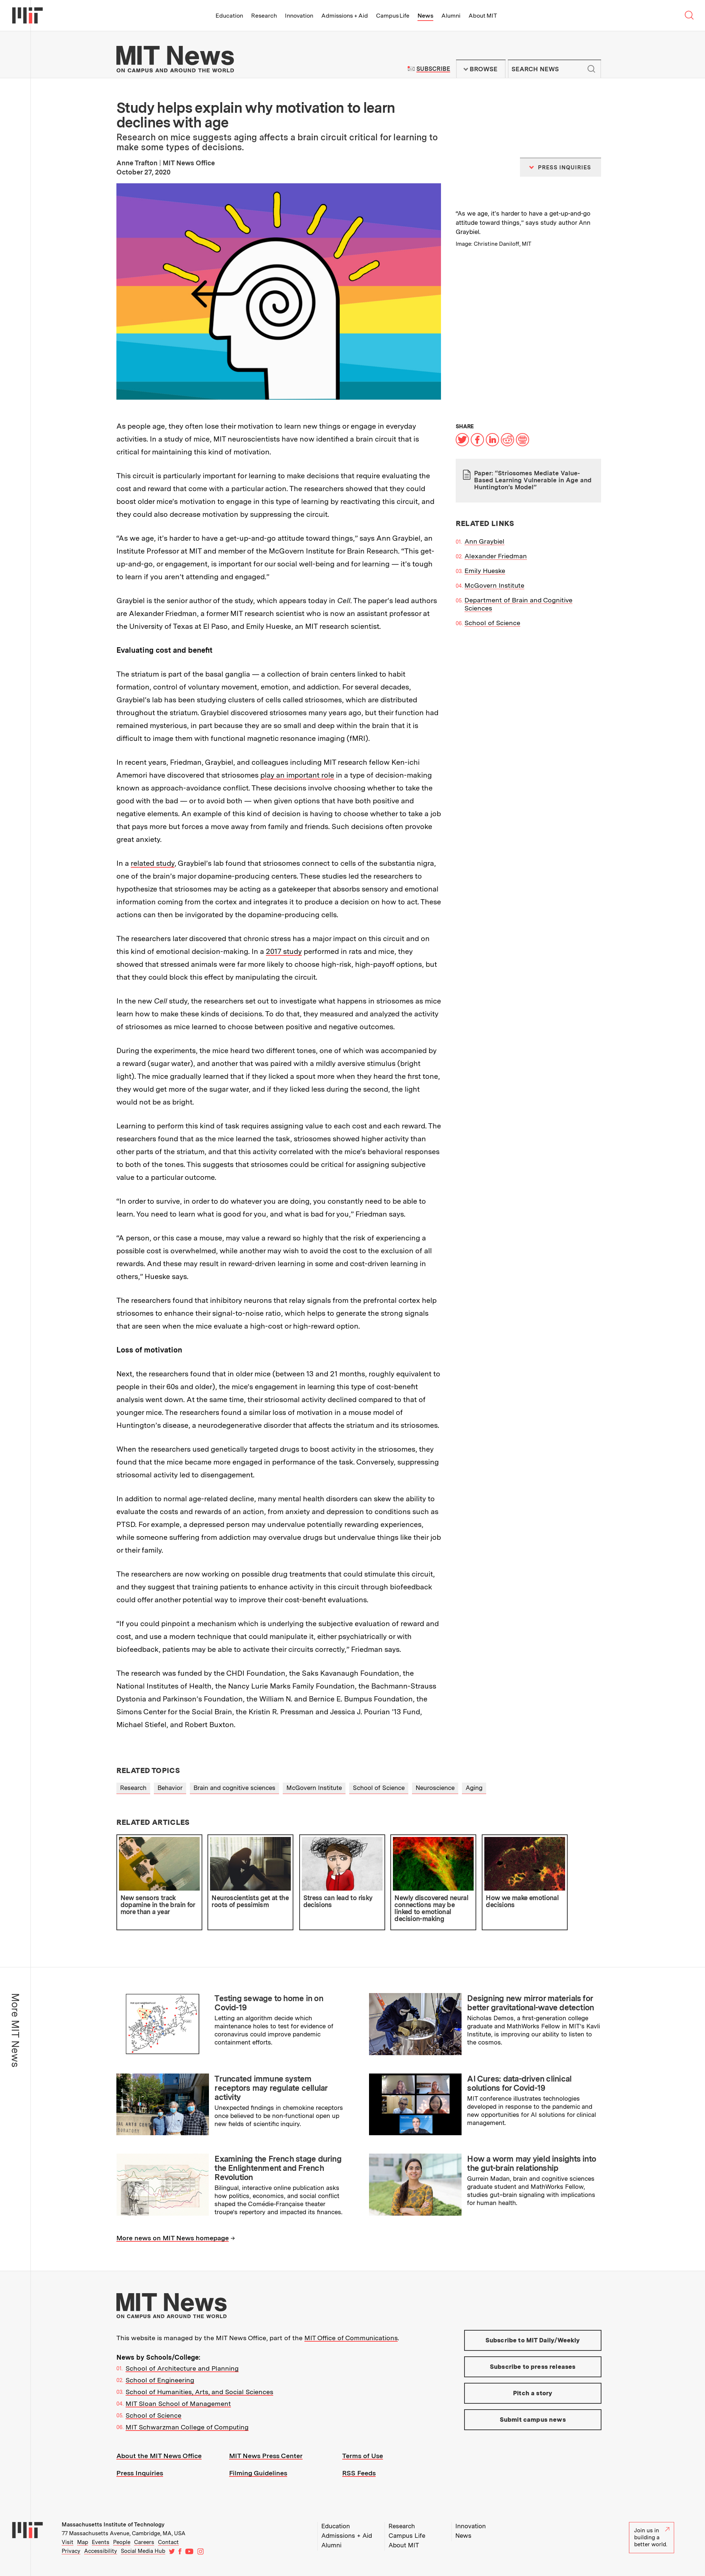 MIT
Education Research Innovation Admissions + Aid Campus Life News Alumni About MIT
MIT News
ON CAMPUS AND AROUND THE WORLD
SUBSCRIBE
BROWSE
SEARCH NEWS
Study helps explain why motivation to learn
declines with age
Research on mice suggests aging affects a brain circuit critical for learning to
make some types of decisions.
Anne Trafton | MIT News Office
October 27, 2020
PRESS INQUIRIES
“As we age, it's harder to have a get-up-and-go
attitude toward things,” says study author Ann
Graybiel.
Image: Christine Daniloff, MIT
As people age, they often lose their motivation to learn new things or engage in everyday
activities. In a study of mice, MIT neuroscientists have now identified a brain circuit that is
critical for maintaining this kind of motivation.
This circuit is particularly important for learning to make decisions that require evaluating the
cost and reward that come with a particular action. The researchers showed that they could
boost older mice's motivation to engage in this type of learning by reactivating this circuit, and
they could also decrease motivation by suppressing the circuit.
“As we age, it's harder to have a get-up-and-go attitude toward things,” says Ann Graybiel, an
Institute Professor at MIT and member of the McGovern Institute for Brain Research. “This get-
up-and-go, or engagement, is important for our social well-being and for learning — it's tough
to learn if you aren't attending and engaged.”
Graybiel is the senior author of the study, which appears today in Cell. The paper's lead authors
are Alexander Friedman, a former MIT research scientist who is now an assistant professor at
the University of Texas at El Paso, and Emily Hueske, an MIT research scientist.
Evaluating cost and benefit
The striatum is part of the basal ganglia — a collection of brain centers linked to habit
formation, control of voluntary movement, emotion, and addiction. For several decades,
Graybiel's lab has been studying clusters of cells called striosomes, which are distributed
throughout the striatum. Graybiel discovered striosomes many years ago, but their function had
remained mysterious, in part because they are so small and deep within the brain that it is
difficult to image them with functional magnetic resonance imaging (fMRI).
In recent years, Friedman, Graybiel, and colleagues including MIT research fellow Ken-ichi
Amemori have discovered that striosomes play an important role in a type of decision-making
known as approach-avoidance conflict. These decisions involve choosing whether to take the
good with the bad — or to avoid both — when given options that have both positive and
negative elements. An example of this kind of decision is having to choose whether to take a job
that pays more but forces a move away from family and friends. Such decisions often provoke
great anxiety.
In a related study, Graybiel's lab found that striosomes connect to cells of the substantia nigra,
one of the brain's major dopamine-producing centers. These studies led the researchers to
hypothesize that striosomes may be acting as a gatekeeper that absorbs sensory and emotional
information coming from the cortex and integrates it to produce a decision on how to act. These
actions can then be invigorated by the dopamine-producing cells.
The researchers later discovered that chronic stress has a major impact on this circuit and on
this kind of emotional decision-making. In a 2017 study performed in rats and mice, they
showed that stressed animals were far more likely to choose high-risk, high-payoff options, but
that they could block this effect by manipulating the circuit.
In the new Cell study, the researchers set out to investigate what happens in striosomes as mice
learn how to make these kinds of decisions. To do that, they measured and analyzed the activity
of striosomes as mice learned to choose between positive and negative outcomes.
During the experiments, the mice heard two different tones, one of which was accompanied by
a reward (sugar water), and another that was paired with a mildly aversive stimulus (bright
light). The mice gradually learned that if they licked a spout more when they heard the first tone,
they would get more of the sugar water, and if they licked less during the second, the light
would not be as bright.
Learning to perform this kind of task requires assigning value to each cost and each reward. The
researchers found that as the mice learned the task, striosomes showed higher activity than
other parts of the striatum, and that this activity correlated with the mice's behavioral responses
to both of the tones. This suggests that striosomes could be critical for assigning subjective
value to a particular outcome.
“In order to survive, in order to do whatever you are doing, you constantly need to be able to
learn. You need to learn what is good for you, and what is bad for you,” Friedman says.
“A person, or this case a mouse, may value a reward so highly that the risk of experiencing a
possible cost is overwhelmed, while another may wish to avoid the cost to the exclusion of all
rewards. And these may result in reward-driven learning in some and cost-driven learning in
others,” Hueske says.
The researchers found that inhibitory neurons that relay signals from the prefrontal cortex help
striosomes to enhance their signal-to-noise ratio, which helps to generate the strong signals
that are seen when the mice evaluate a high-cost or high-reward option.
Loss of motivation
Next, the researchers found that in older mice (between 13 and 21 months, roughly equivalent to
people in their 60s and older), the mice's engagement in learning this type of cost-benefit
analysis went down. At the same time, their striosomal activity declined compared to that of
younger mice. The researchers found a similar loss of motivation in a mouse model of
Huntington's disease, a neurodegenerative disorder that affects the striatum and its striosomes.
When the researchers used genetically targeted drugs to boost activity in the striosomes, they
found that the mice became more engaged in performance of the task. Conversely, suppressing
striosomal activity led to disengagement.
In addition to normal age-related decline, many mental health disorders can skew the ability to
evaluate the costs and rewards of an action, from anxiety and depression to conditions such as
PTSD. For example, a depressed person may undervalue potentially rewarding experiences,
while someone suffering from addiction may overvalue drugs but undervalue things like their job
or their family.
The researchers are now working on possible drug treatments that could stimulate this circuit,
and they suggest that training patients to enhance activity in this circuit through biofeedback
could offer another potential way to improve their cost-benefit evaluations.
“If you could pinpoint a mechanism which is underlying the subjective evaluation of reward and
cost, and use a modern technique that could manipulate it, either psychiatrically or with
biofeedback, patients may be able to activate their circuits correctly,” Friedman says.
The research was funded by the CHDI Foundation, the Saks Kavanaugh Foundation, the
National Institutes of Health, the Nancy Lurie Marks Family Foundation, the Bachmann-Strauss
Dystonia and Parkinson's Foundation, the William N. and Bernice E. Bumpus Foundation, the
Simons Center for the Social Brain, the Kristin R. Pressman and Jessica J. Pourian '13 Fund,
Michael Stiefel, and Robert Buxton.
SHARE
Paper: “Striosomes Mediate Value-
Based Learning Vulnerable in Age and
Huntington's Model”
RELATED LINKS
01. Ann Graybiel
02. Alexander Friedman
03. Emily Hueske
04. McGovern Institute
05. Department of Brain and Cognitive
Sciences
06. School of Science
RELATED TOPICS
Research Behavior Brain and cognitive sciences McGovern Institute School of Science Neuroscience Aging
RELATED ARTICLES
New sensors track
dopamine in the brain for
more than a year
Neuroscientists get at the
roots of pessimism
Stress can lead to risky
decisions
Newly discovered neural
connections may be
linked to emotional
decision-making
How we make emotional
decisions
More MIT News
Testing sewage to home in on
Covid-19
Letting an algorithm decide which
maintenance holes to test for evidence of
coronavirus could improve pandemic
containment efforts.
Designing new mirror materials for
better gravitational-wave detection
Nicholas Demos, a first-generation college
graduate and MathWorks Fellow in MIT's Kavli
Institute, is improving our ability to listen to
the cosmos.
Truncated immune system
receptors may regulate cellular
activity
Unexpected findings in chemokine receptors
once believed to be non-functional open up
new fields of scientific inquiry.
AI Cures: data-driven clinical
solutions for Covid-19
MIT conference illustrates technologies
developed in response to the pandemic and
new opportunities for AI solutions for clinical
management.
Examining the French stage during
the Enlightenment and French
Revolution
Bilingual, interactive online publication asks
how politics, economics, and social conflict
shaped the Comédie-Française theater
troupe's repertory and impacted its finances.
How a worm may yield insights into
the gut-brain relationship
Gurrein Madan, brain and cognitive sciences
graduate student and MathWorks Fellow,
studies gut-brain signaling with implications
for human health.
More news on MIT News homepage →
MIT News
ON CAMPUS AND AROUND THE WORLD
This website is managed by the MIT News Office, part of the MIT Office of Communications.
News by Schools/College:
01. School of Architecture and Planning
02. School of Engineering
03. School of Humanities, Arts, and Social Sciences
04. MIT Sloan School of Management
05. School of Science
06. MIT Schwarzman College of Computing
Subscribe to MIT Daily/Weekly
Subscribe to press releases
Pitch a story
Submit campus news
About the MIT News Office MIT News Press Center Terms of Use
Press Inquiries Filming Guidelines RSS Feeds
MIT
Massachusetts Institute of Technology
77 Massachusetts Avenue, Cambridge, MA, USA
Visit Map Events People Careers Contact
Privacy Accessibility Social Media Hub
Education Research Innovation
Admissions + Aid Campus Life News
Alumni About MIT
Join us in
building a
better world.